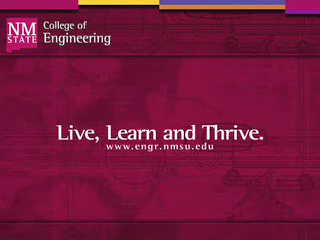 NM
STATE
College of
Engineering
Live, Learn and Thrive.
www.engr.nmsu.edu